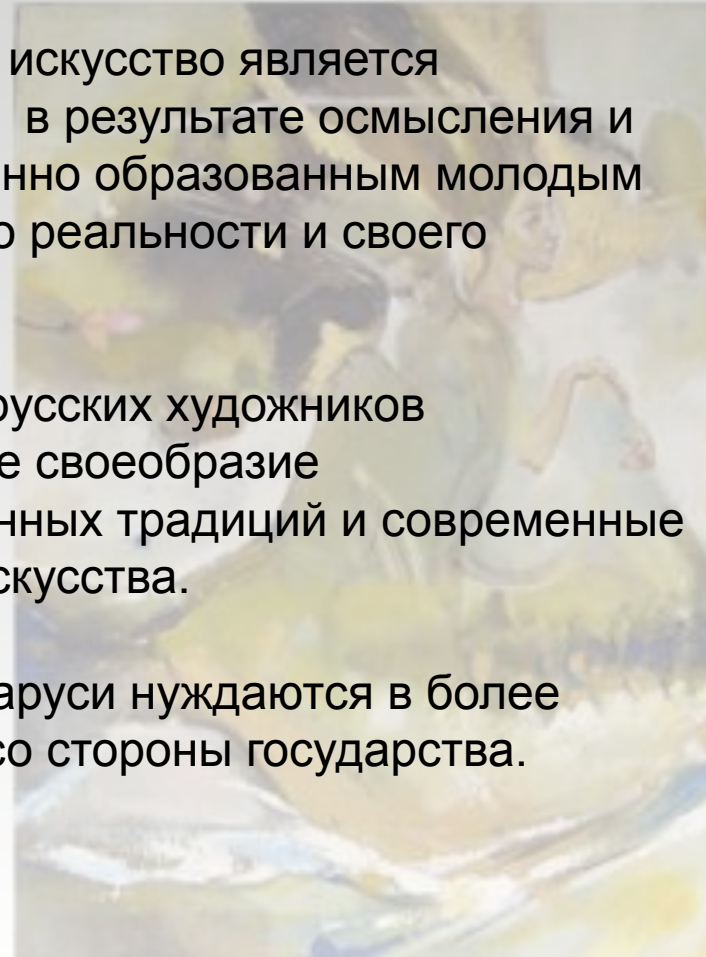 искусство является
в результате осмысления и
нно образованным молодым
о реальности и своего
русских художников
е своеобразие
нных традиций и современные
скусства.
аруси нуждаются в более
со стороны государства.